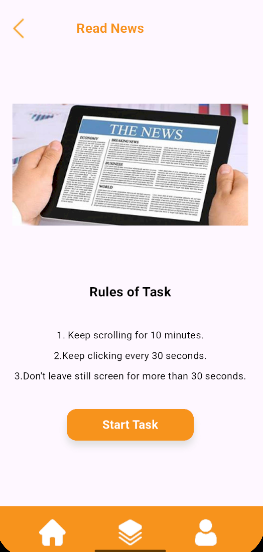 Read News
THE NEWS
ECONOMY
BREAKING NEWS
BUSINESS
WORLD
Rules of Task
1. Keep scrolling for 10 minutes.
2.Keep clicking every 30 seconds.
3.Don't leave still screen for more than 30 seconds.
Start Task